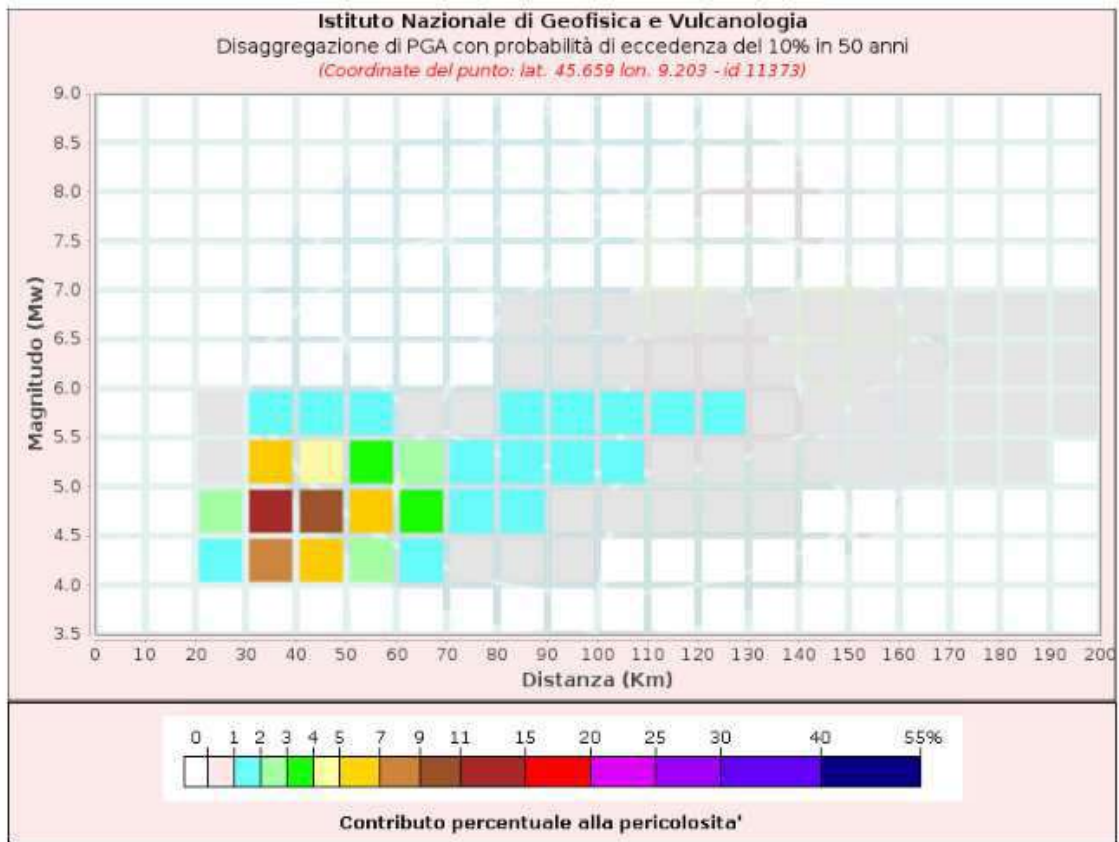 Istituto Nazionale di Geofisica e Vulcanologia
Disaggregazione di PGA con probabilità di eccedenza del 10% in 50 anni
(Coordinate del punto: lat. 45.659 lon. 9.203 - id 11373)
9.0
8.5
8.0
7.5
7.0
6.5
6.0
5.5
5.0
4.5
4.0
3.5
Magnitudo (Mw)
0 10 20 30 40 50 60 70 80 90 100 110 120 130 140 150 160 170 180 190 200
Distanza (Km)
0 1 2 3 4 5 7 9 11 15 20 25 30 40 55%
Contributo percentuale alla pericolosita'